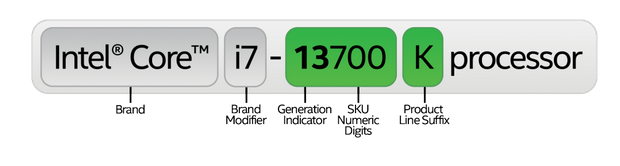 Intel® Core™ i7 - 13700 K processor
Brand
Brand Modifier
Generation Indicator
SKU Numeric Digits
Product Line Suffix